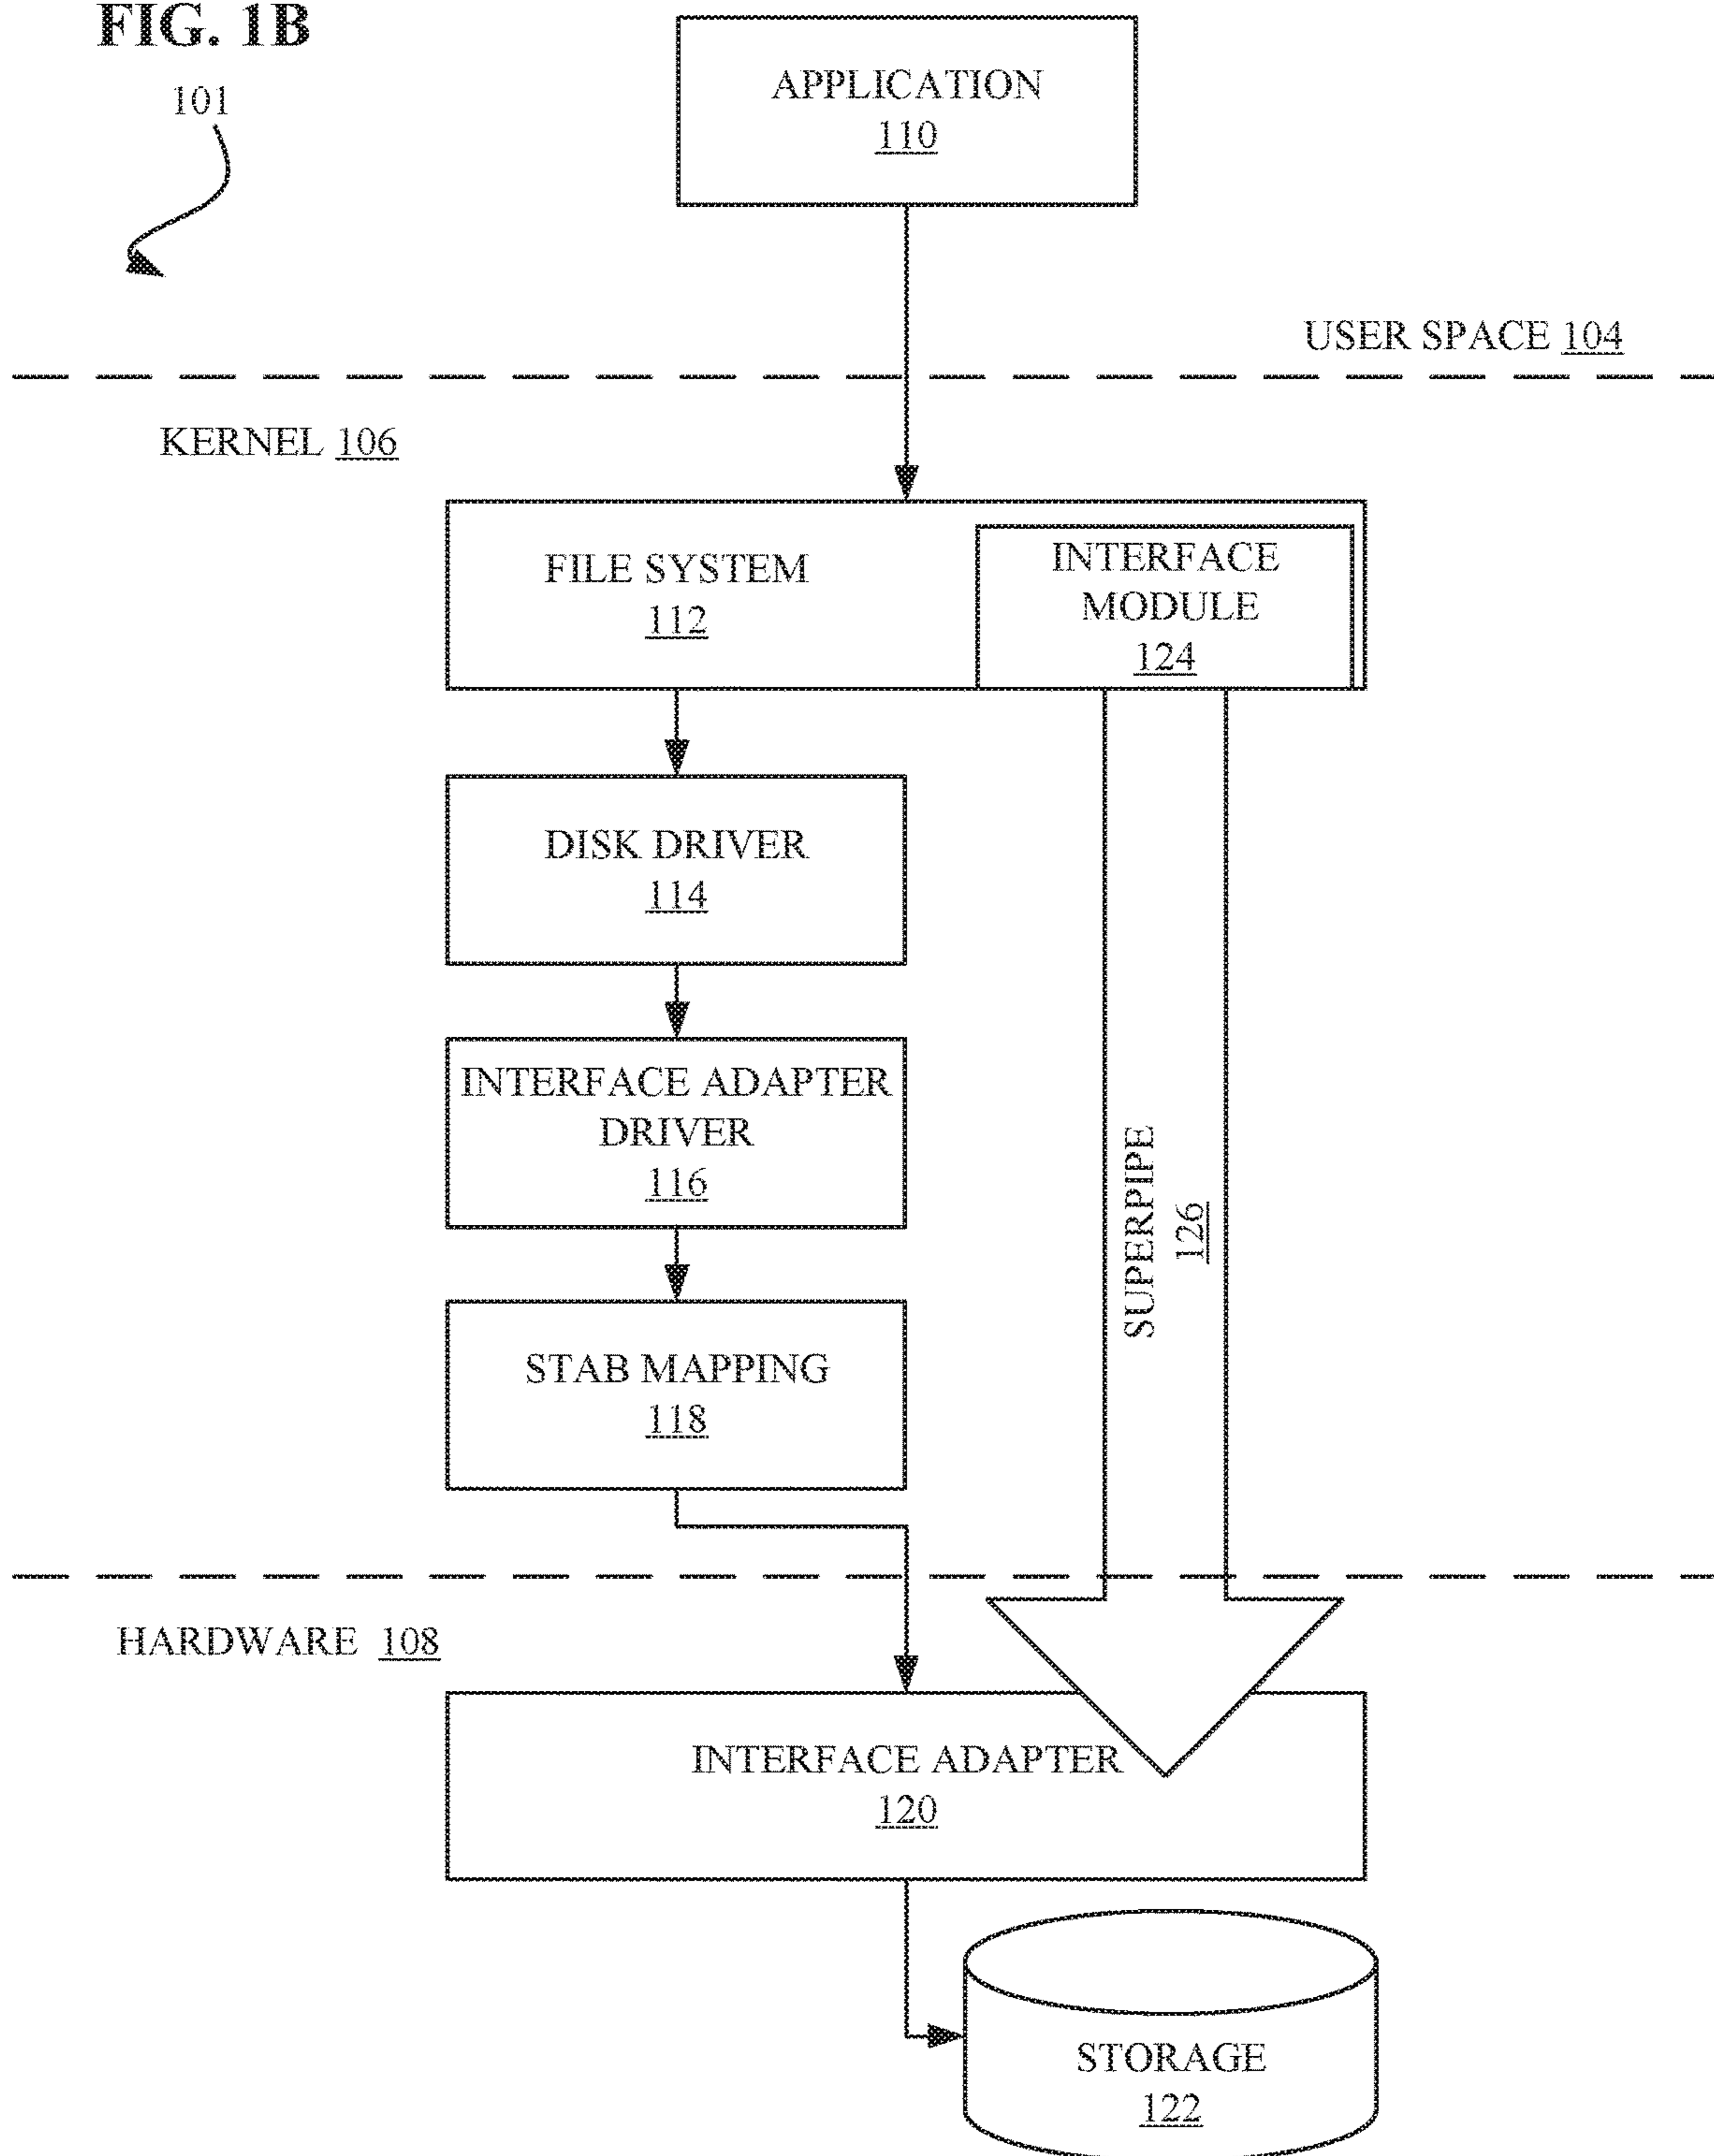 FIG. 1B
101
APPLICATION
110
USER SPACE 104
KERNEL 106
FILE SYSTEM
112
INTERFACE
MODULE
124
DISK DRIVER
114
INTERFACE ADAPTER
DRIVER
116
SUPERPIPE
126
STAB MAPPING
118
HARDWARE 108
INTERFACE ADAPTER
120
STORAGE
122